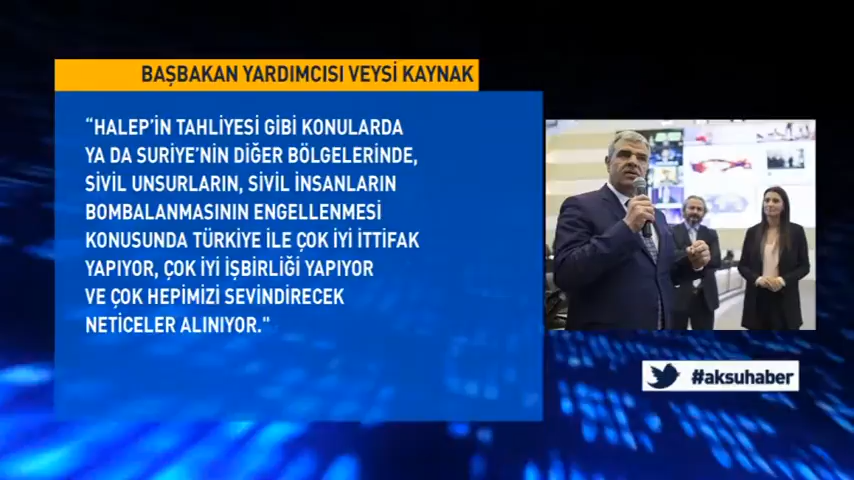 BAŞBAKAN YARDIMCISI VEYSİ KAYNAK
“HALEP’İN TAHLİYESİ GİBİ KONULARDA
YA DA SURİYE’NİN DİĞER BÖLGELERİNDE,
SİVİL UNSURLARIN, SİVİL İNSANLARIN
BOMBALANMASININ ENGELLENMESİ
KONUSUNDA TÜRKİYE İLE ÇOK İYİ İTTİFAK
YAPIYOR, ÇOK İYİ İŞBİRLİĞİ YAPIYOR
VE ÇOK HEPİMİZİ SEVİNDİRECEK
NETİCELER ALINIYOR."
#aksuhaber